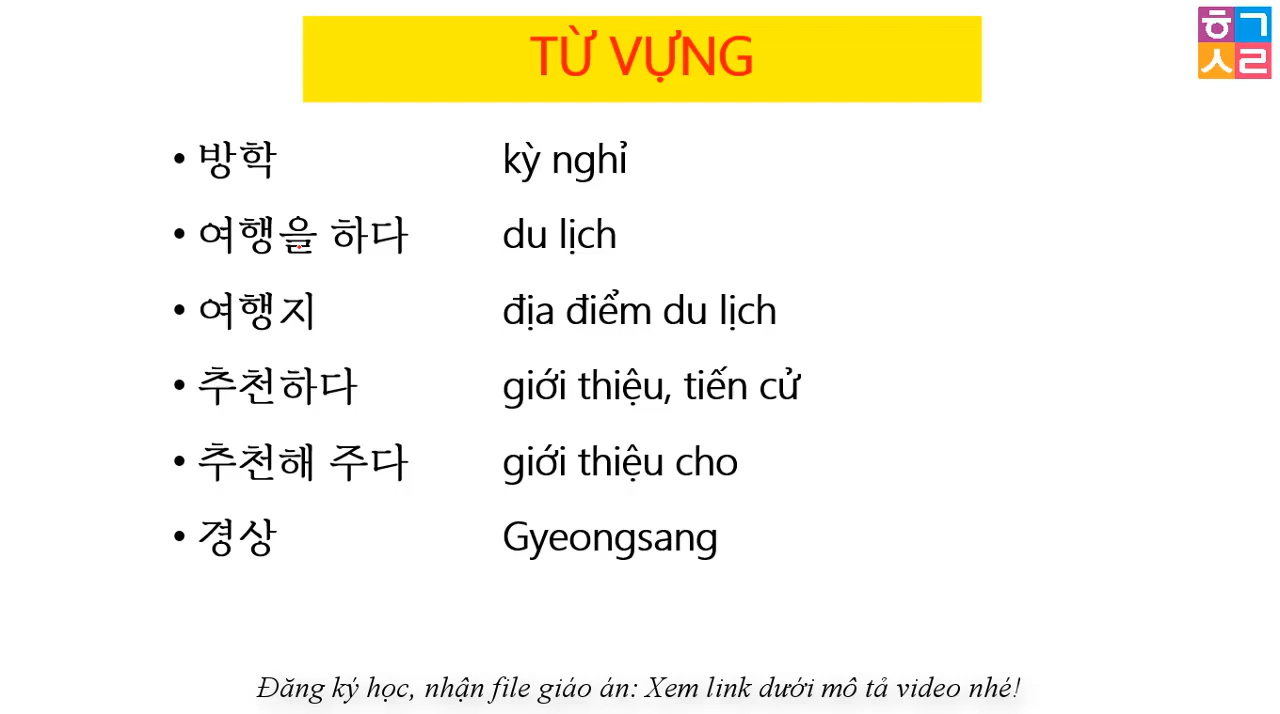 TỪ VỰNG
ㅎㄱ
ㅅㄹ
• 방학 kỳ nghỉ
• 여행을 하다 du lịch
• 여행지 địa điểm du lịch
• 추천하다 giới thiệu, tiến cử
• 추천해 주다 giới thiệu cho
• 경상 Gyeongsang
Đăng ký học, nhận file giáo án: Xem link dưới mô tả video nhé!